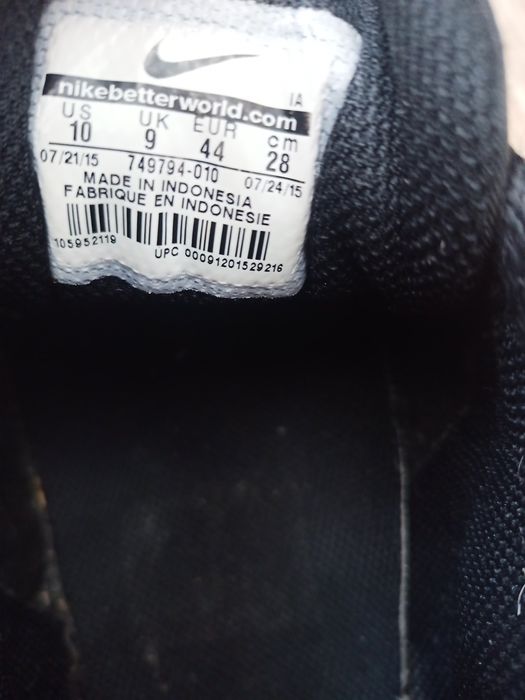 IA
nikebetterworld.com
US UK EUR cm
10 9 44 28
07/21/15 749794-010 07/24/15
MADE IN INDONESIA
FABRIQUE EN INDONESIE
105952119
UPC 00091201529216